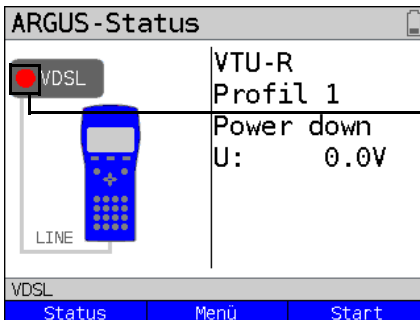 ARGUS-Status
VDSL
VTU-R
Profil 1
Power down
U: 0.0V
LINE
VDSL
Status Menü Start